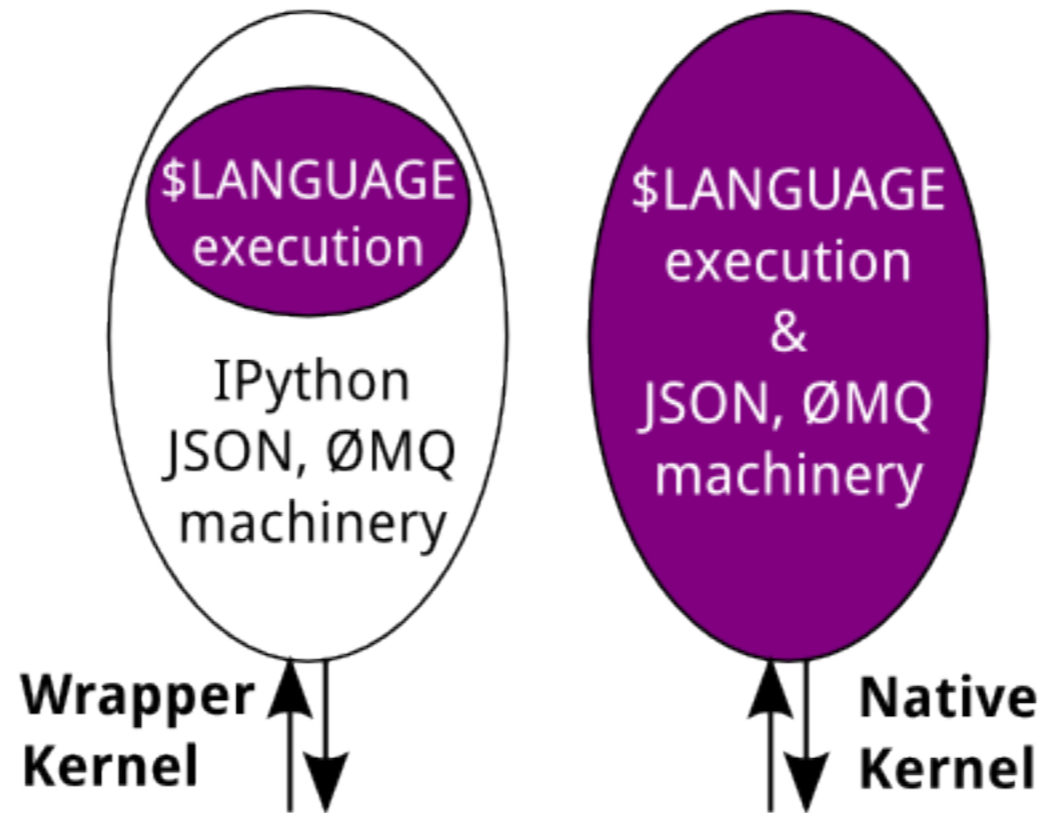 $LANGUAGE
execution
IPython
JSON, ØMQ
machinery
Wrapper
Kernel
$LANGUAGE
execution
&
JSON, ØMQ
machinery
Native
Kernel